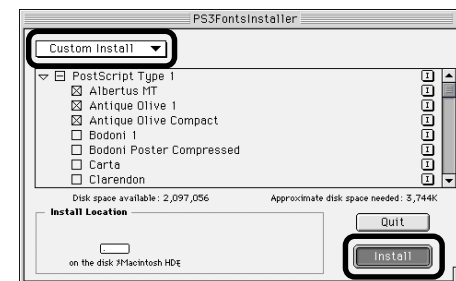 PS3FontsInstaller
Custom Install
PostScript Type 1
Albertus MT
Antique Olive 1
Antique Olive Compact
Bodoni 1
Bodoni Poster Compressed
Carta
Clarendon
Disk space available: 2,097,056 Approximate disk space needed: 3,744K
Install Location
on the disk
Quit
Install